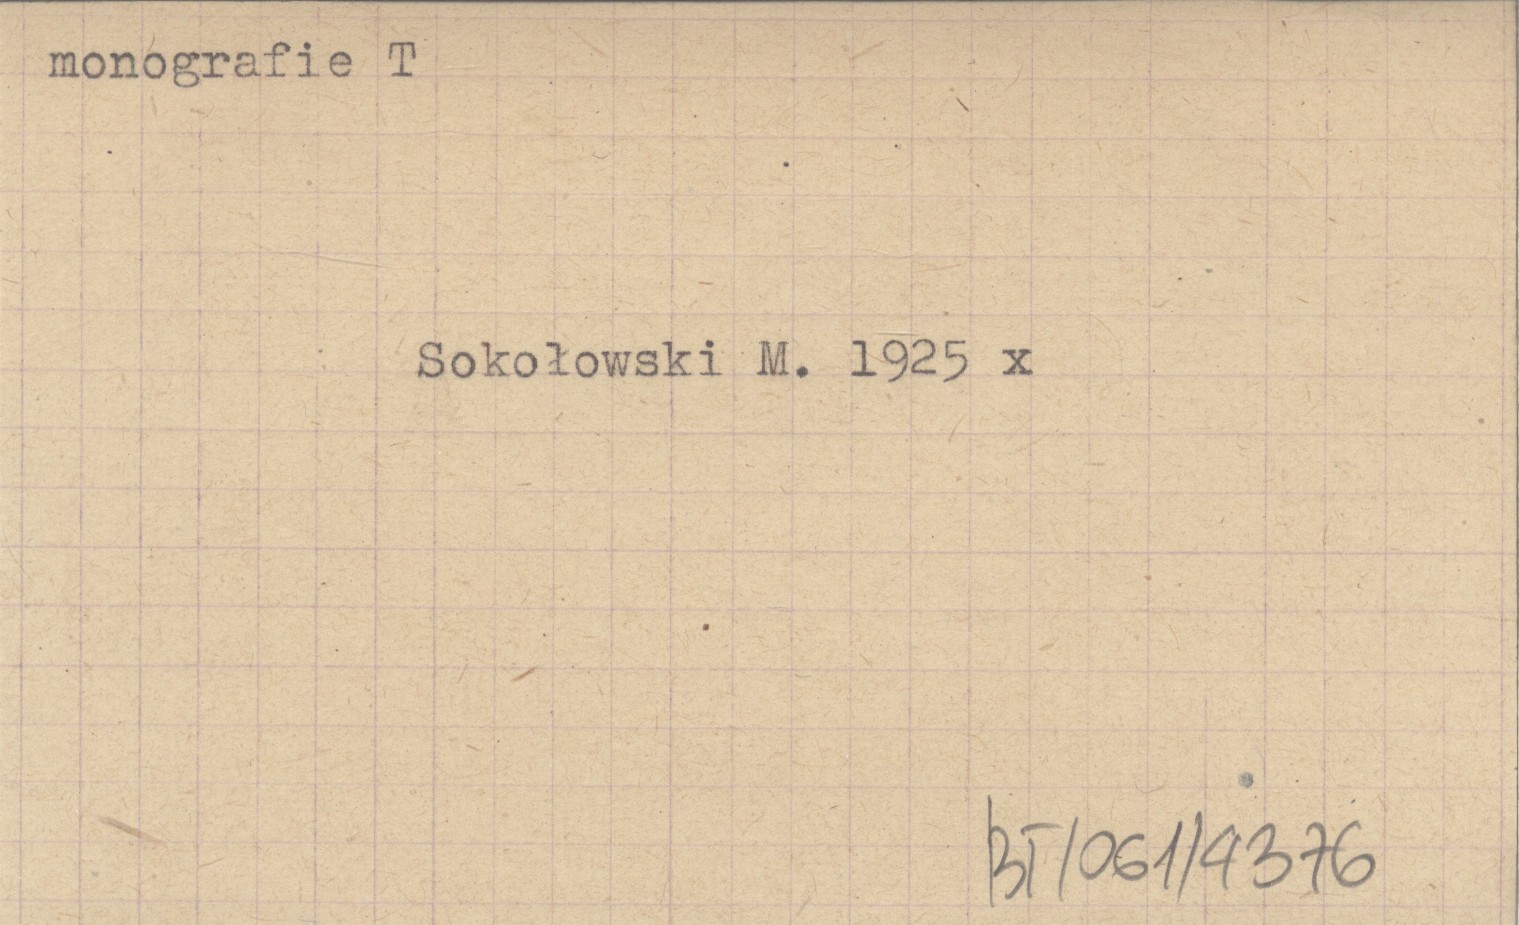 monografie T
Sokołowski M. 1925 x
BT/061/4376